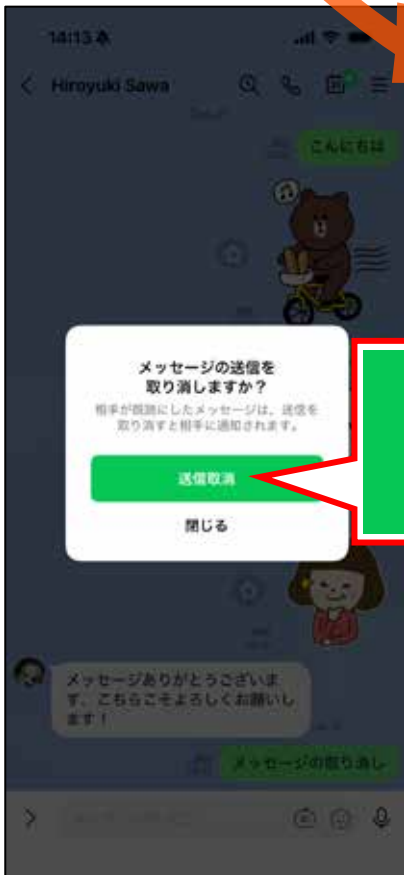 14:13
Hiroyuki Sawa
こんにちは
メッセージの送信を
取り消しますか？
相手が既読にしたメッセージは、送信を
取り消すと相手に通知されます。
送信取消
閉じる
メッセージありがとうございま
す、こちらこそよろしくお願いし
ます！
メッセージの取り消し